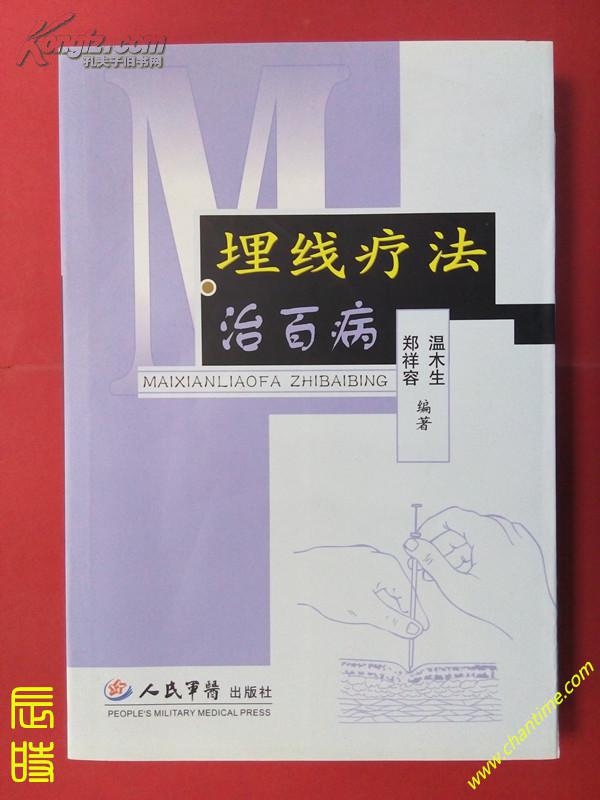 Kongfz.com
孔夫子旧书网
M
埋线疗法
治百病
MAIXIANLIAOFA ZHIBAIBING
温木生
郑祥容
编著
人民军医 出版社
PEOPLE'S MILITARY MEDICAL PRESS
辰時
www.chantime.com